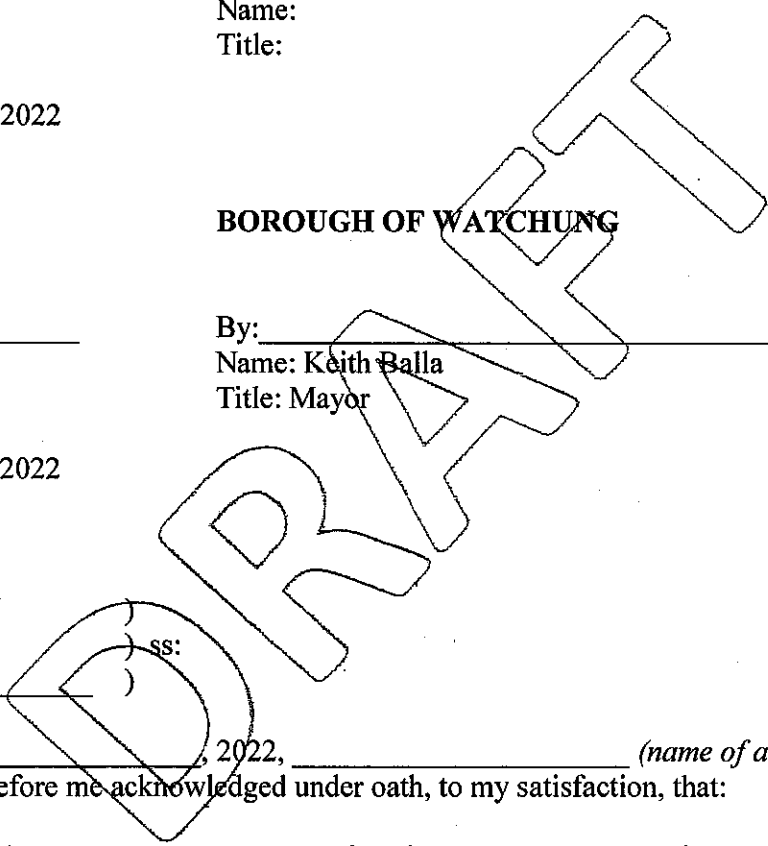 Name:
Title:
2022
BOROUGH OF WATCHUNG
By:
Name: Keith Balla
Title: Mayor
2022
)
) ss:
)
, 2022, (name of a
efore me acknowledged under oath, to my satisfaction, that:
DRAFT